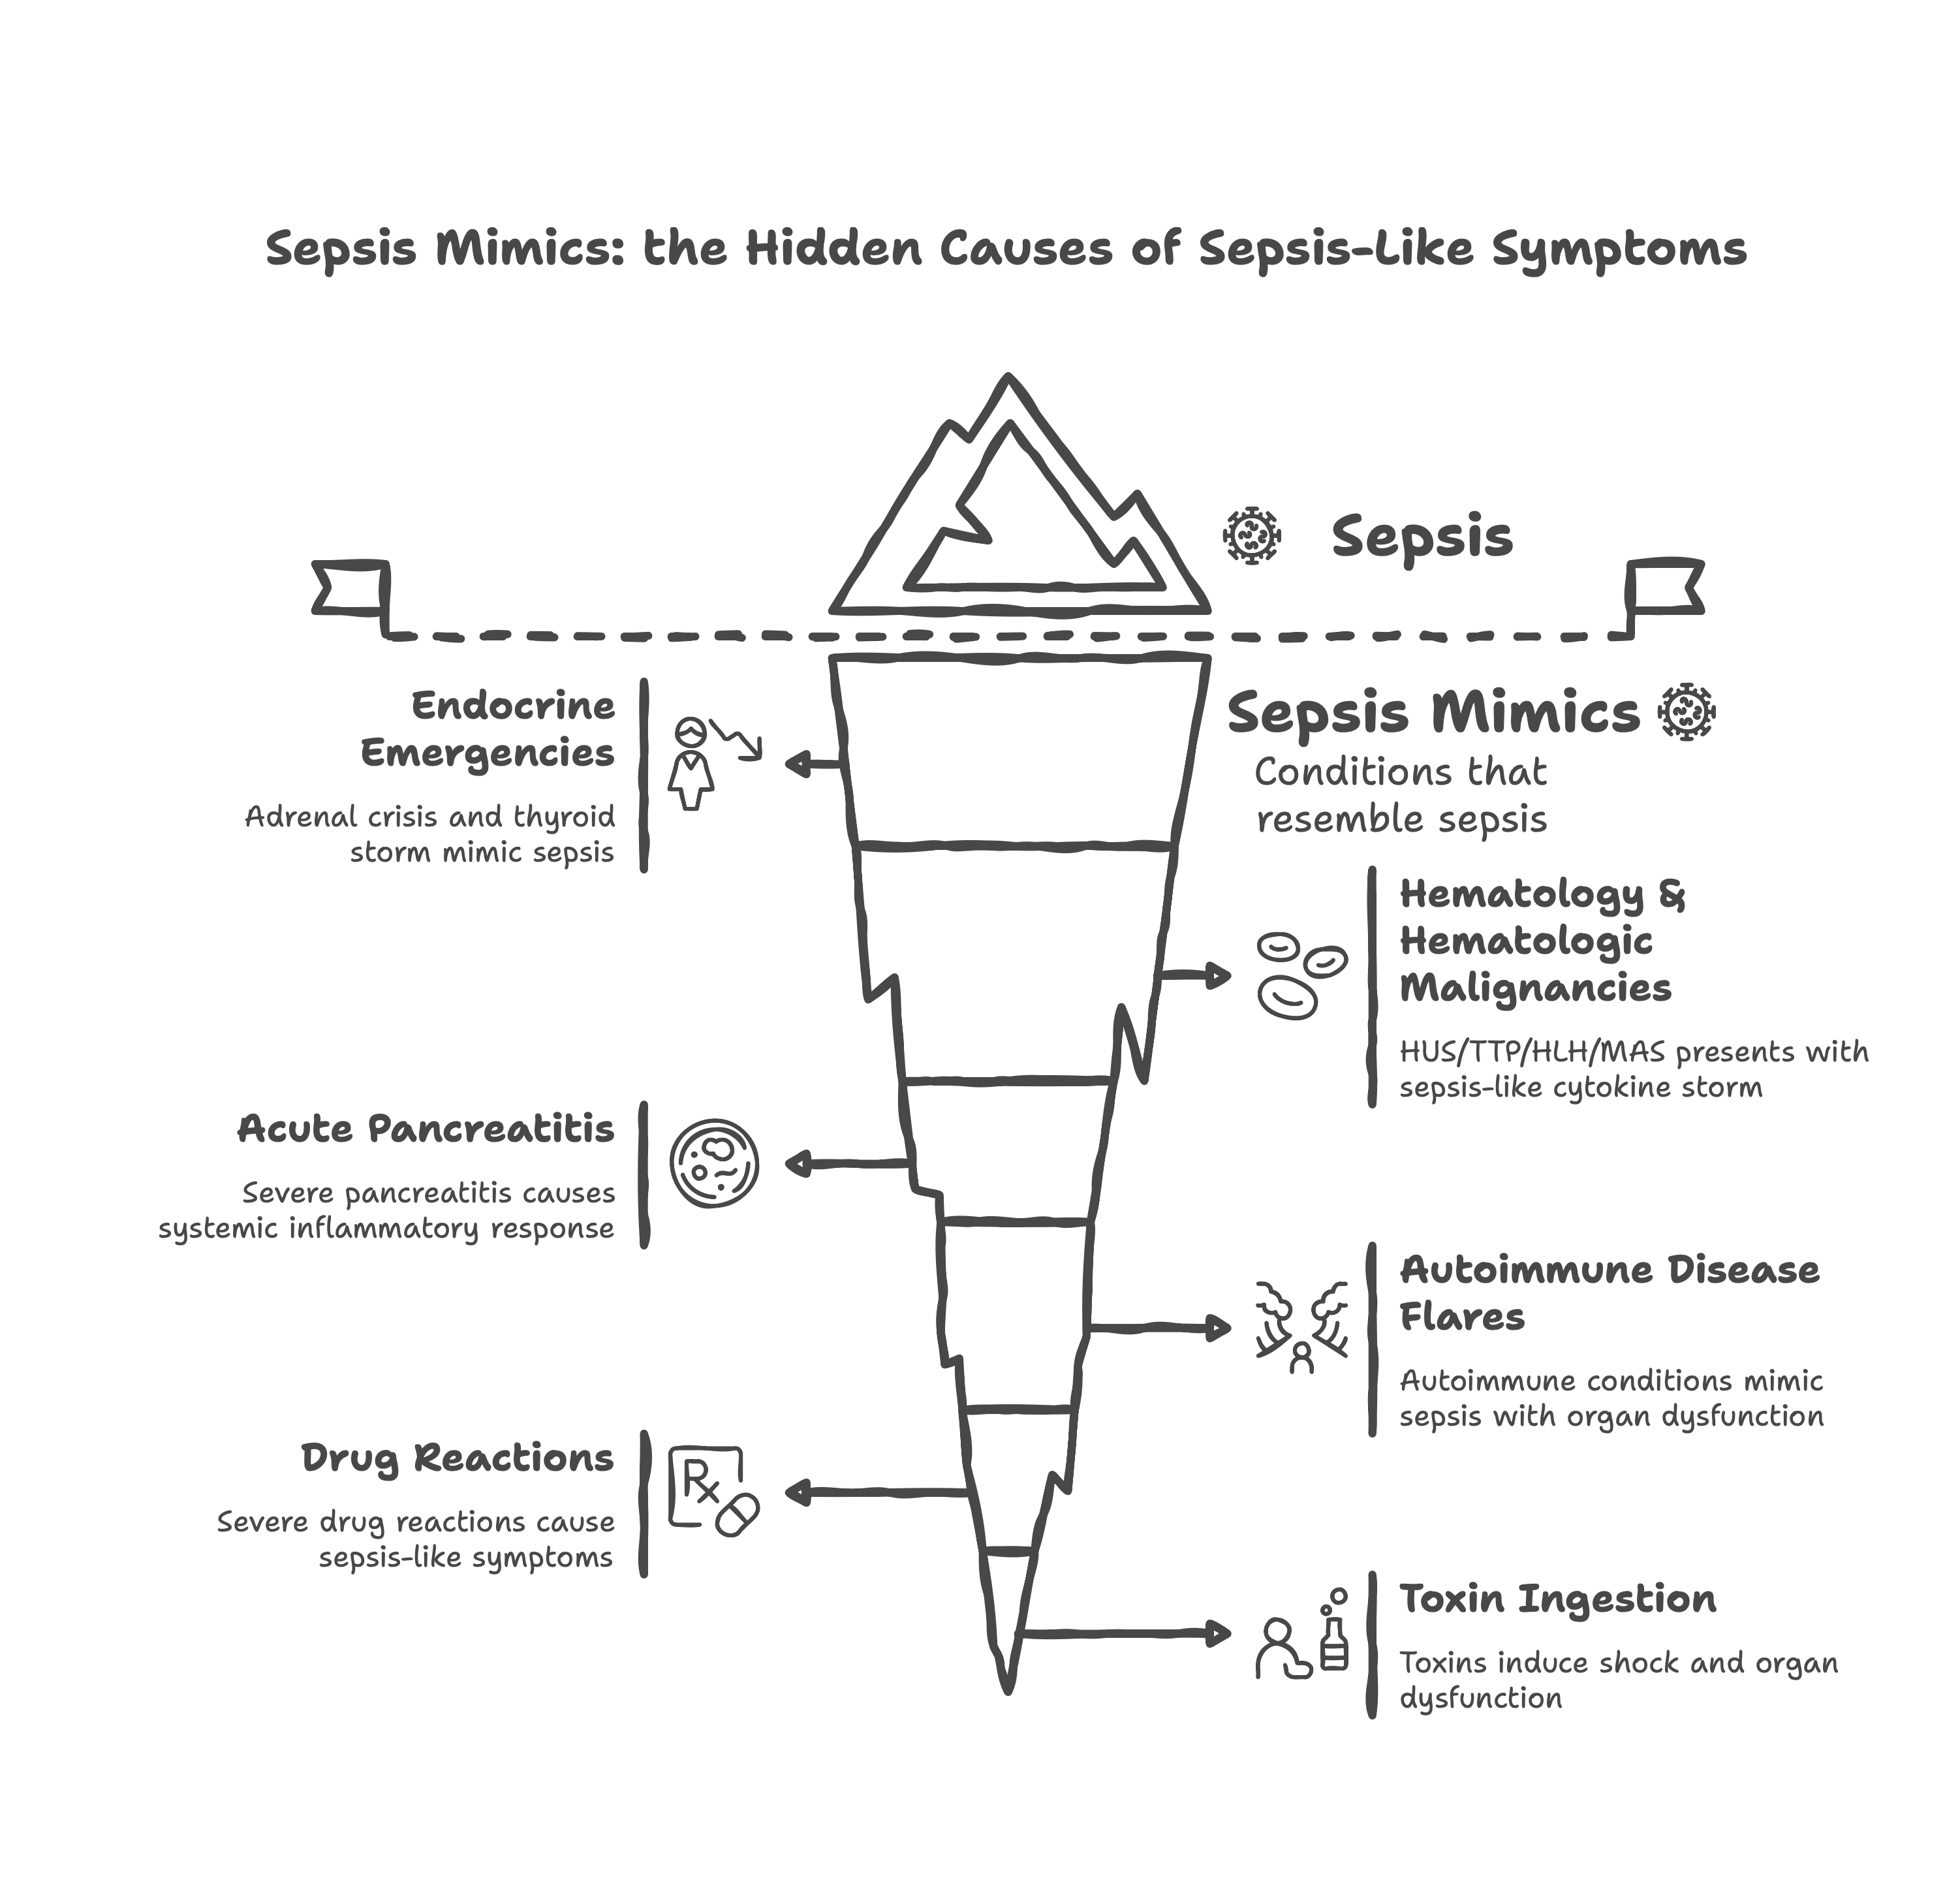 Sepsis Mimics: the Hidden Causes of Sepsis-Like Symptoms
Sepsis
Endocrine
Emergencies
Adrenal crisis and thyroid
storm mimic sepsis
Sepsis Mimics
Conditions that
resemble sepsis
Hematology &
Hematologic
Malignancies
HUS/TTP/HLH/MAS presents with
sepsis-like cytokine storm
Acute Pancreatitis
Severe pancreatitis causes
systemic inflammatory response
Autoimmune Disease
Flares
Autoimmune conditions mimic
sepsis with organ dysfunction
Drug Reactions
Severe drug reactions cause
sepsis-like symptoms
Rx
Toxin Ingestion
Toxins induce shock and organ
dysfunction